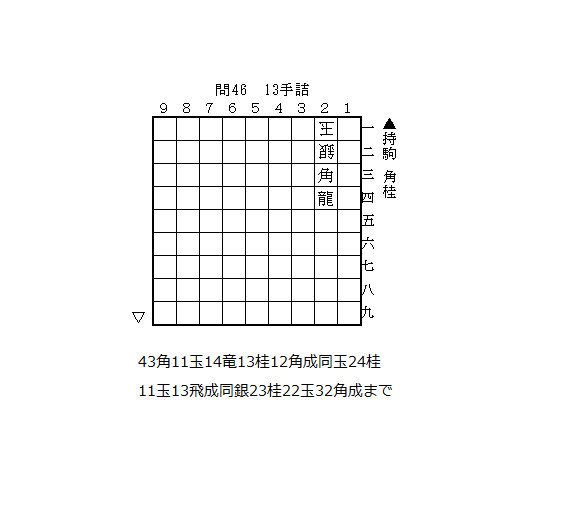 問46 13手詰
9 8 7 6 5 4 3 2 1
王 一
銀 二
角 三
龍 四
五
六
七
八
九
▲持駒 角桂
▽
43角11玉14竜13桂12角成同玉24桂
11玉13飛成同銀23桂22玉32角成まで